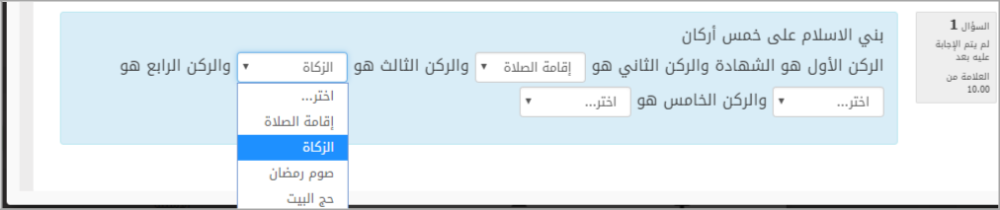 السؤال 1
لم يتم الإجابة
عليه بعد
العلامة من
10.00
بني الاسلام على خمس أركان
الركن الأول هو الشهادة والركن الثاني هو إقامة الصلاة والركن الثالث هو الزكاة والركن الرابع هو
اختر... والركن الخامس هو اختر...
اختر...
إقامة الصلاة
الزكاة
صوم رمضان
حج البيت